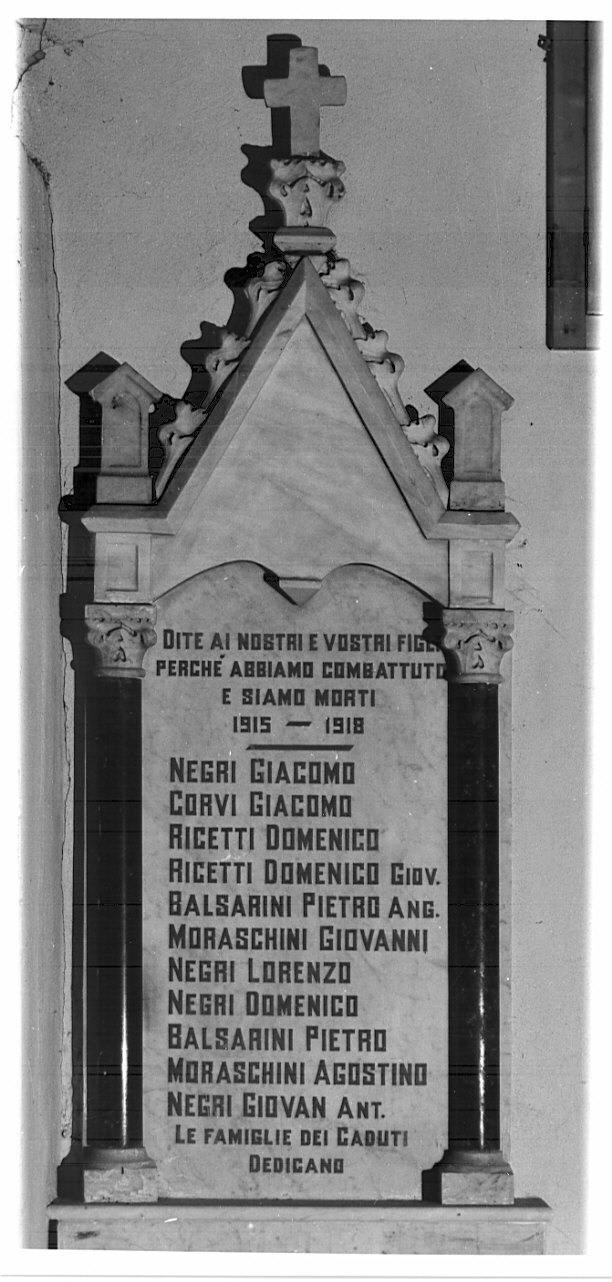 DITE AI NOSTRI E VOSTRI FIGLI
PERCHÉ ABBIAMO COMBATTUTO
E SIAMO MORTI
1915 — 1918
NEGRI GIACOMO
CORVI GIACOMO
RICETTI DOMENICO
RICETTI DOMENICO GIOV.
BALSARINI PIETRO ANG.
MORASCHINI GIOVANNI
NEGRI LORENZO
NEGRI DOMENICO
BALSARINI PIETRO
MORASCHINI AGOSTINO
NEGRI GIOVAN ANT.
LE FAMIGLIE DEI CADUTI
DEDICANO